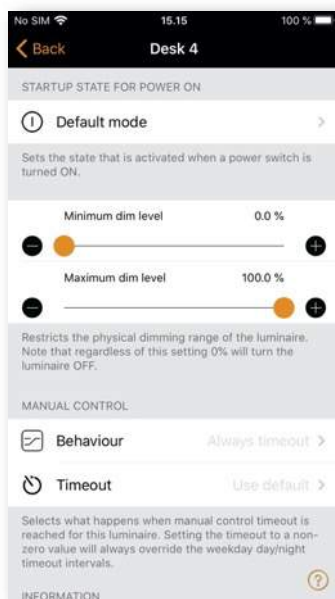 No SIM 15.15 100 %
Back Desk 4
STARTUP STATE FOR POWER ON
Default mode
Sets the state that is activated when a power switch is
turned ON.
Minimum dim level 0.0 %
Maximum dim level 100.0 %
Restricts the physical dimming range of the luminaire.
Note that regardless of this setting 0% will turn the
luminaire OFF.
MANUAL CONTROL
Behaviour Always timeout
Timeout Use default
Selects what happens when manual control timeout is
reached for this luminaire. Setting the timeout to a non-
zero value will always override the weekday day/night
timeout intervals.
?
INFORMATION